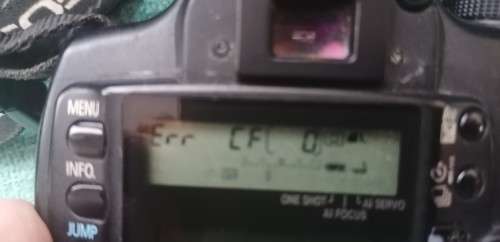 MENU
Err CF[ 0]
INFO.
ONE SHOT AI SERVO
AI FOCUS
JUMP